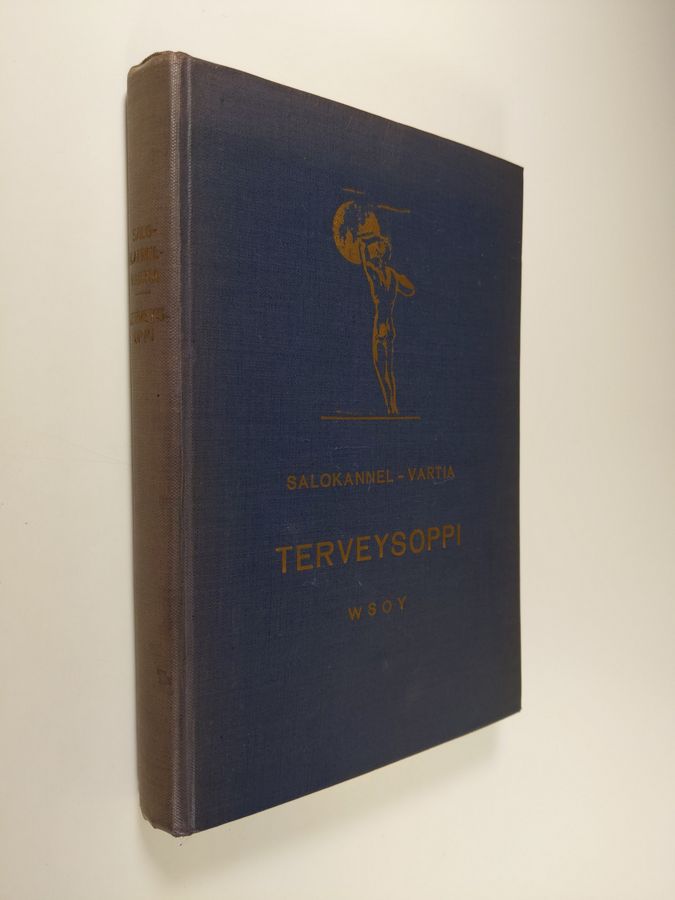 SALO-
KANNEL-
VARTIA
TERVEYS-
OPPI
SALOKANNEL - VARTIA
TERVEYSOPPI
WSOY